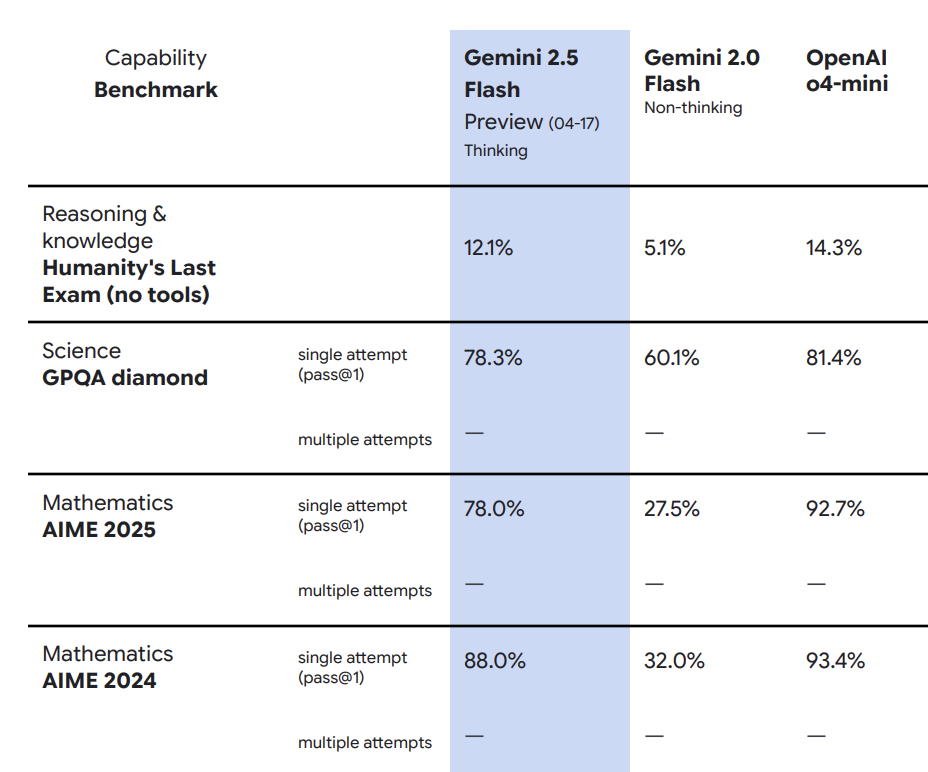 Capability
Benchmark
Gemini 2.5
Flash
Preview (04-17)
Thinking
Gemini 2.0
Flash
Non-thinking
OpenAI
o4-mini
Reasoning &
knowledge
Humanity's Last
Exam (no tools)
12.1%
5.1%
14.3%
Science
GPQA diamond
single attempt
(pass@1)
78.3%
60.1%
81.4%
multiple attempts
—
—
—
Mathematics
AIME 2025
single attempt
(pass@1)
78.0%
27.5%
92.7%
multiple attempts
—
—
—
Mathematics
AIME 2024
single attempt
(pass@1)
88.0%
32.0%
93.4%
multiple attempts
—
—
—